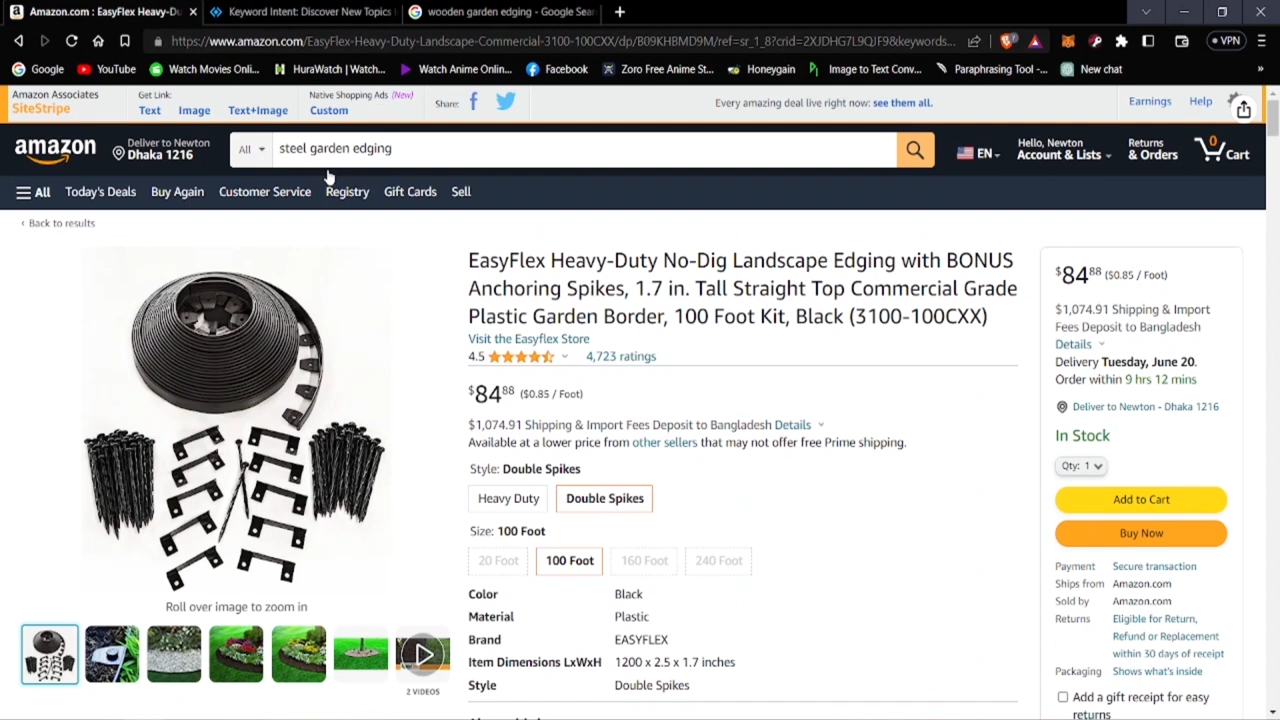 Amazon.com : EasyFlex Heavy-Du
Keyword Intent: Discover New Topics
wooden garden edging - Google Sear
https://www.amazon.com/EasyFlex-Heavy-Duty-Landscape-Commercial-3100-100CXX/dp/B09KHBMD9M/ref=sr_1_8?crid=2XJDHG7L9QJF9&keywords...
VPN
Google
YouTube
Watch Movies Onli...
HuraWatch | Watch...
Watch Anime Onlin...
Facebook
Zoro Free Anime St...
Honeygain
Image to Text Conv...
Paraphrasing Tool -...
New chat
»
Amazon Associates
SiteStripe
Get Link:
Text Image Text+Image
Native Shopping Ads (New)
Custom
Share:
Every amazing deal live right now: see them all.
Earnings Help
amazon
Deliver to Newton
Dhaka 1216
All
steel garden edging
EN
Hello, Newton
Account & Lists
Returns
& Orders
0
Cart
All Today's Deals Buy Again Customer Service Registry Gift Cards Sell
‹ Back to results
EasyFlex Heavy-Duty No-Dig Landscape Edging with BONUS
Anchoring Spikes, 1.7 in. Tall Straight Top Commercial Grade
Plastic Garden Border, 100 Foot Kit, Black (3100-100CXX)
Visit the Easyflex Store
4.5 4,723 ratings
$8488 ($0.85 / Foot)
$1,074.91 Shipping & Import Fees Deposit to Bangladesh Details
Available at a lower price from other sellers that may not offer free Prime shipping.
Style: Double Spikes
Heavy Duty Double Spikes
Size: 100 Foot
20 Foot 100 Foot 160 Foot 240 Foot
Color Black
Material Plastic
Brand EASYFLEX
Item Dimensions LxWxH 1200 x 2.5 x 1.7 inches
Style Double Spikes
Roll over image to zoom in
2 VIDEOS
$8488 ($0.85 / Foot)
$1,074.91 Shipping & Import
Fees Deposit to Bangladesh
Details
Delivery Tuesday, June 20.
Order within 9 hrs 12 mins
Deliver to Newton - Dhaka 1216
In Stock
Qty: 1
Add to Cart
Buy Now
Payment Secure transaction
Ships from Amazon.com
Sold by Amazon.com
Returns Eligible for Return,
Refund or Replacement
within 30 days of receipt
Packaging Shows what's inside
Add a gift receipt for easy
returns